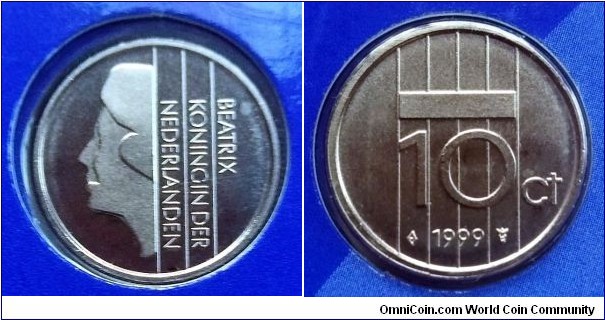 BEATRIX
KONINGIN DER
NEDERLANDEN
10 ct
1999
OmniCoin.com World Coin Community